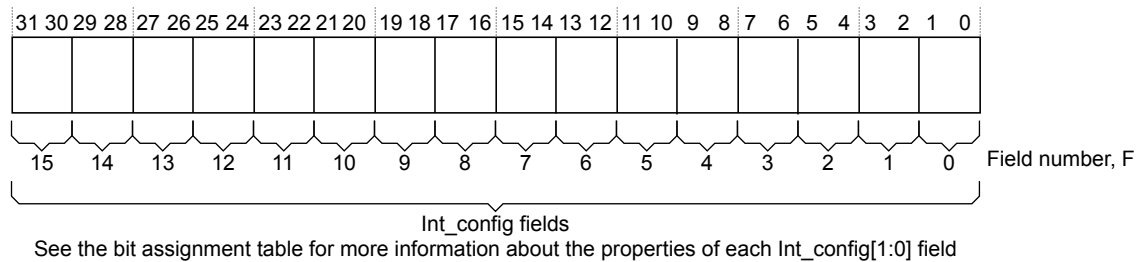 31 30 29 28 27 26 25 24 23 22 21 20 19 18 17 16 15 14 13 12 11 10 9 8 7 6 5 4 3 2 1 0
15 14 13 12 11 10 9 8 7 6 5 4 3 2 1 0 Field number, F
Int_config fields
See the bit assignment table for more information about the properties of each Int_config[1:0] field